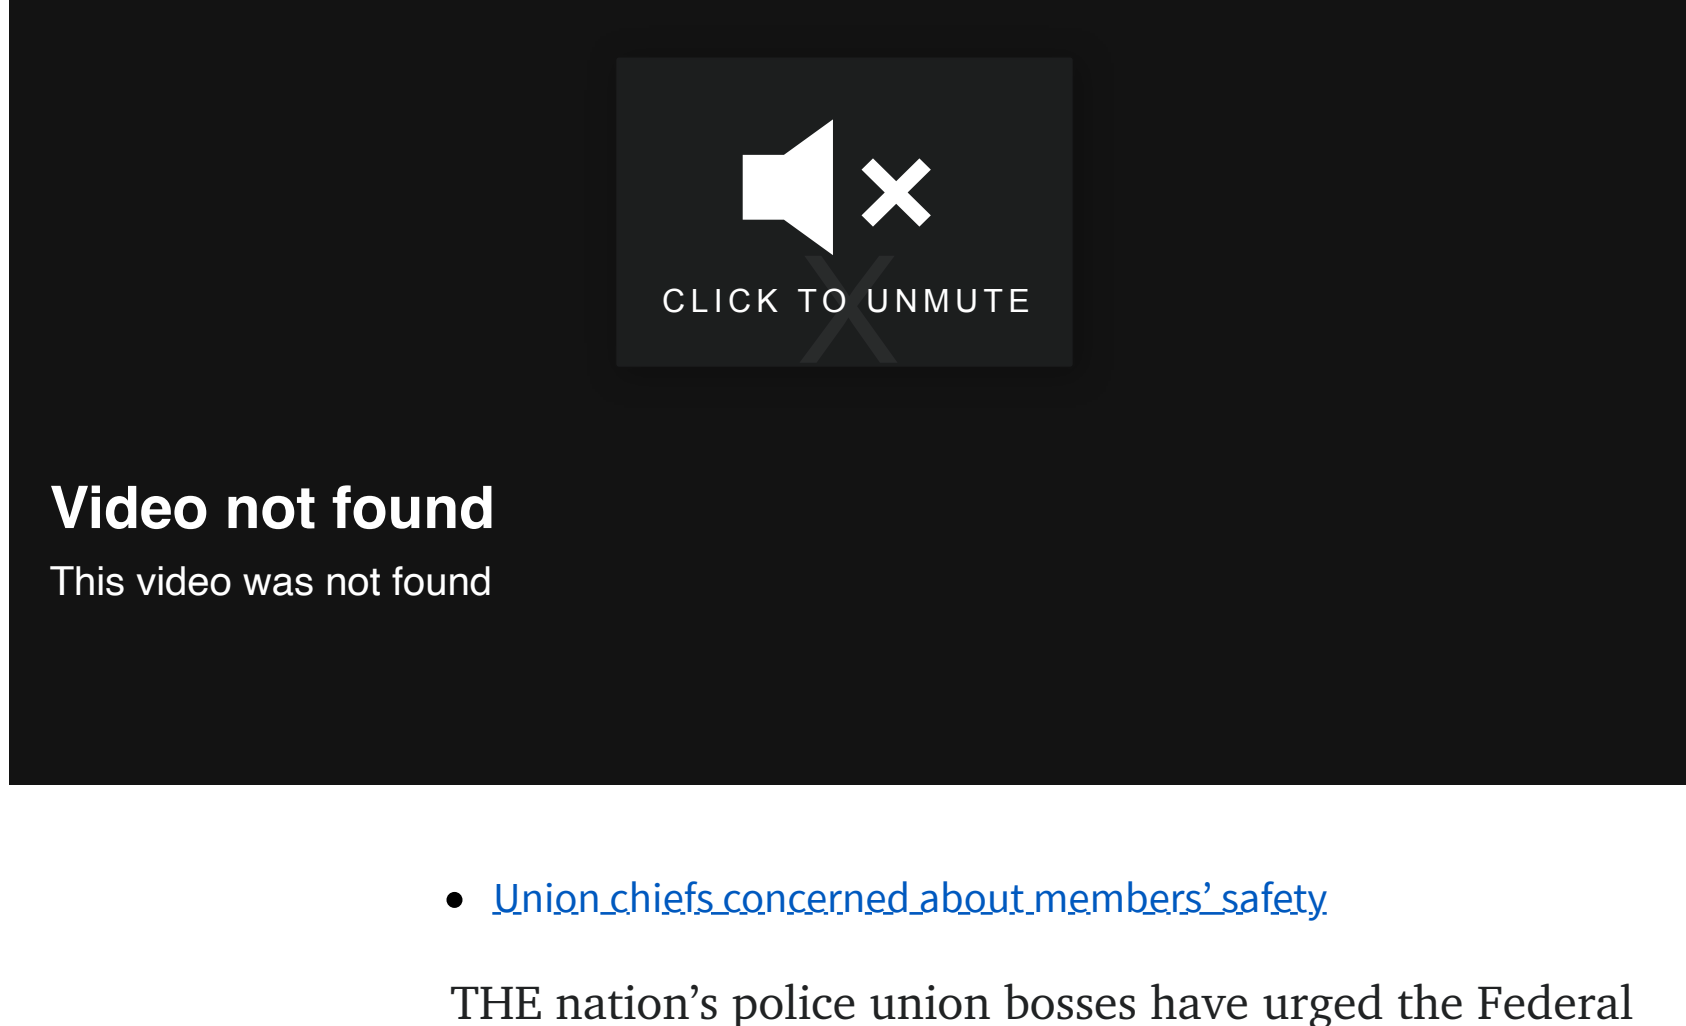 CLICK TO UNMUTE
X
Video not found
This video was not found
Union chiefs concerned about members’ safety
THE nation’s police union bosses have urged the Federal